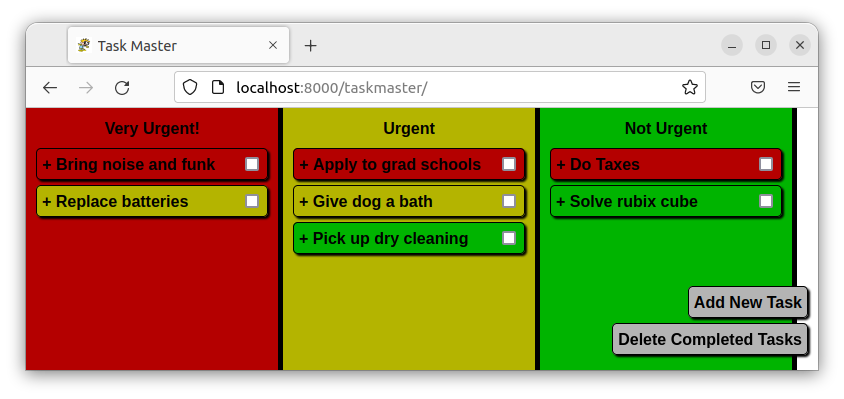 Task Master
localhost:8000/taskmaster/
Very Urgent!
+ Bring noise and funk
+ Replace batteries
Urgent
+ Apply to grad schools
+ Give dog a bath
+ Pick up dry cleaning
Not Urgent
+ Do Taxes
+ Solve rubix cube
Add New Task
Delete Completed Tasks